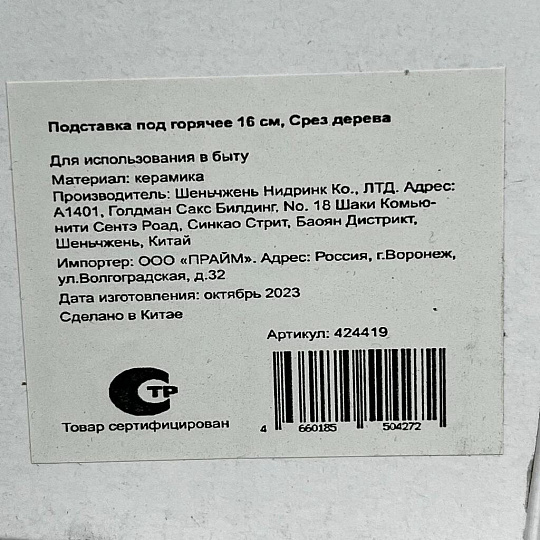 Подставка под горячее 16 см, Срез дерева
Для использования в быту
Материал: керамика
Производитель: Шеньчжень Нидринк Ко., ЛТД. Адрес:
А1401, Голдман Сакс Билдинг, No. 18 Шаки Комью-
нити Сентэ Роад, Синкао Стрит, Баоян Дистрикт,
Шеньчжень, Китай
Импортер: ООО «ПРАЙМ». Адрес: Россия, г.Воронеж,
ул.Волгоградская, д.32
Дата изготовления: октябрь 2023
Сделано в Китае
Артикул: 424419
СТР
Товар сертифицирован
4 660185 504272